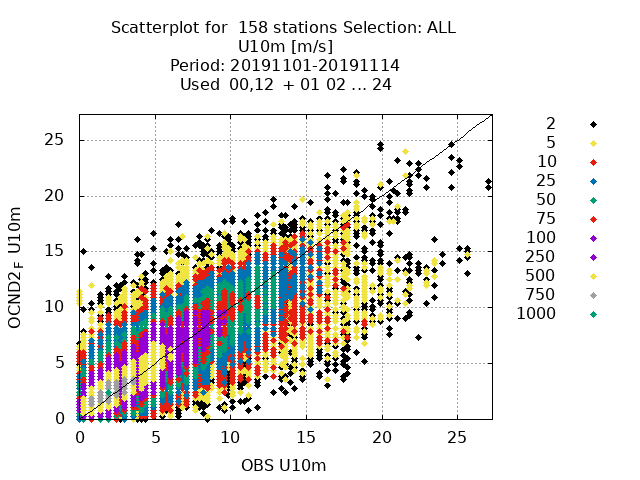 Scatterplot for  158 stations Selection: ALL
U10m [m/s]
Period: 20191101-20191114
Used  00,12  + 01 02 ... 24
OCND2_F U10m
25
20
15
10
5
0
0 5 10 15 20 25
OBS U10m
2
5
10
25
50
75
100
250
500
750
1000